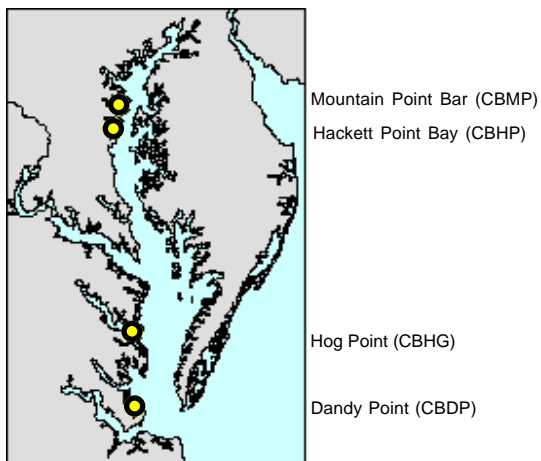 Mountain Point Bar (CBMP)
Hackett Point Bay (CBHP)
Hog Point (CBHG)
Dandy Point (CBDP)